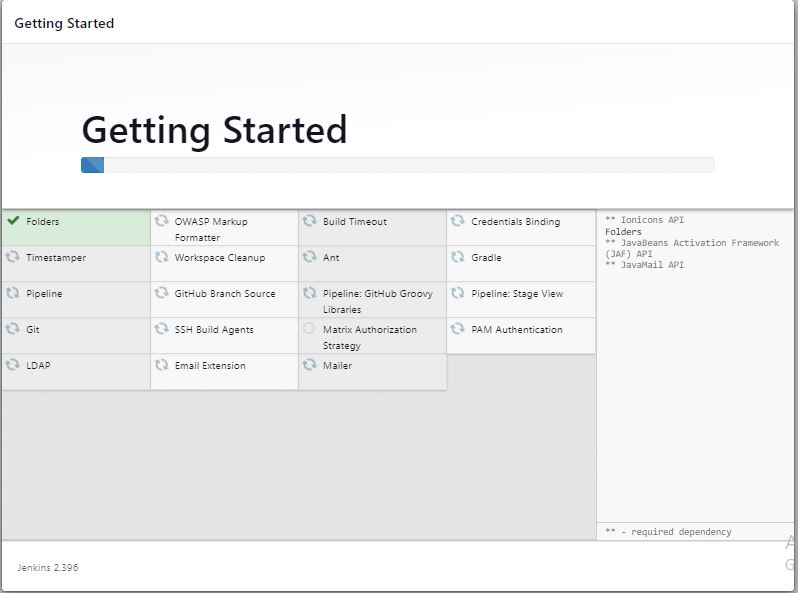 Getting Started
Getting Started
Folders
OWASP Markup
Formatter
Build Timeout
Credentials Binding
Timestamper
Workspace Cleanup
Ant
Gradle
Pipeline
GitHub Branch Source
Pipeline: GitHub Groovy
Libraries
Pipeline: Stage View
Git
SSH Build Agents
Matrix Authorization
Strategy
PAM Authentication
LDAP
Email Extension
Mailer
** Ionicons API
Folders
** JavaBeans Activation Framework
(JAF) API
** JavaMail API
** - required dependency
Jenkins 2.396